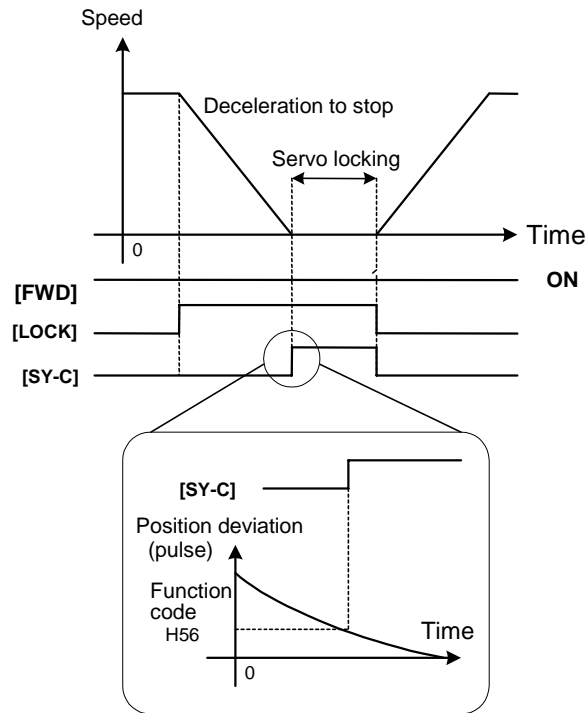 Speed
Deceleration to stop
Servo locking
0
Time
[FWD]
ON
[LOCK]
[SY-C]
[SY-C]
Position deviation
(pulse)
Function
code
H56
Time
0